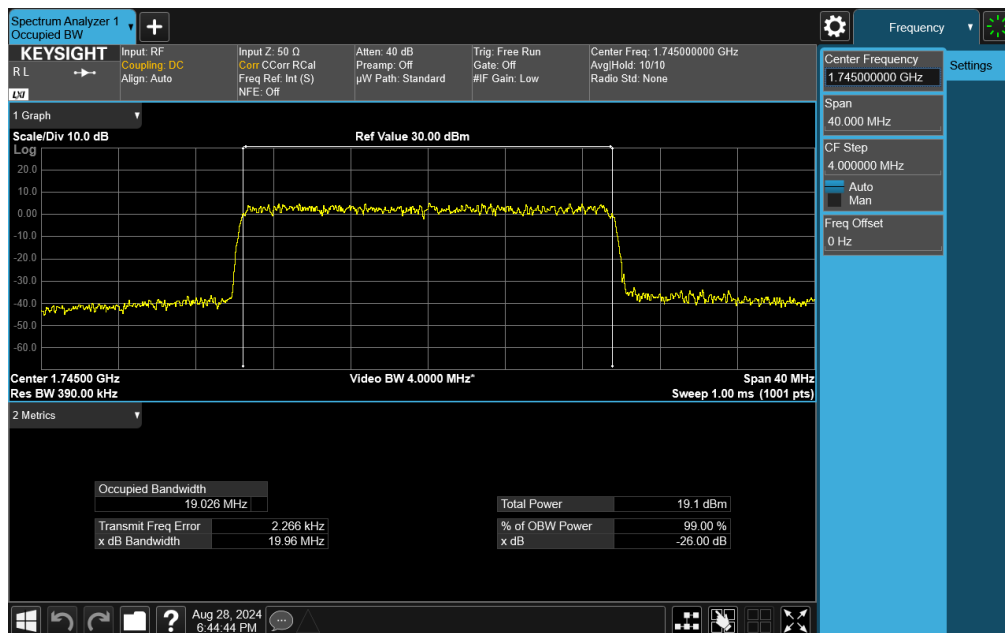 Spectrum Analyzer 1
Occupied BW
Frequency
KEYSIGHT
R L
LXI
Input: RF
Coupling: DC
Align: Auto
Input Z: 50 Ω
Corr CCorr RCal
Freq Ref: Int (S)
NFE: Off
Atten: 40 dB
Preamp: Off
µW Path: Standard
Trig: Free Run
Gate: Off
#IF Gain: Low
Center Freq: 1.745000000 GHz
Avg|Hold: 10/10
Radio Std: None
Center Frequency
1.745000000 GHz
Settings
Span
40.000 MHz
CF Step
4.000000 MHz
Auto
Man
Freq Offset
0 Hz
1 Graph
Scale/Div 10.0 dB
Ref Value 30.00 dBm
Log
20.0
10.0
0.00
-10.0
-20.0
-30.0
-40.0
-50.0
-60.0
Center 1.74500 GHz
Video BW 4.0000 MHz*
Span 40 MHz
Res BW 390.00 kHz
Sweep 1.00 ms (1001 pts)
2 Metrics
Occupied Bandwidth
19.026 MHz
Total Power 19.1 dBm
Transmit Freq Error 2.266 kHz
% of OBW Power 99.00 %
x dB Bandwidth 19.96 MHz
x dB -26.00 dB
Aug 28, 2024
6:44:44 PM